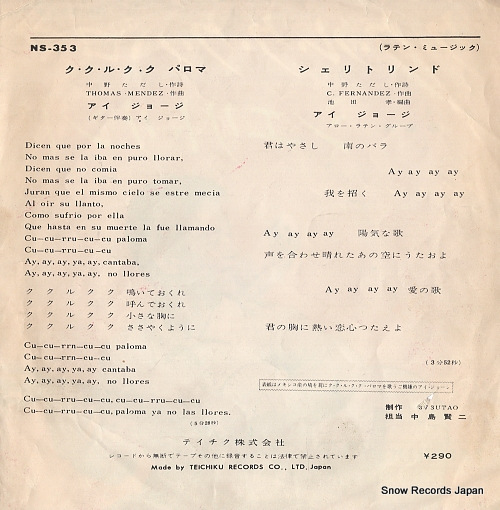 NS-353
(ラテン・ミュージック)
ク・ク・ル・ク・ク パロマ
中野ただし・作詩
THOMAS・MENDEZ・作曲
アイ ジョージ
(ギター伴奏) アイ ジョージ
Dicen que por la noches
No mas se la iba en puro llorar,
Dicen que no comia
No mas se la iba en puro tomar,
Juran que el mismo cielo se estre mecia
Al oir su llanto,
Como sufrio por ella
Que hasta en su muerte la fue llamando
Cu—cu—rru—cu—cu paloma
Cu—cu—rru—cu—cu
Ay, ay, ay, ya, ay, cantaba,
Ay, ay, ay, ya, ay, no llores
ク ク ル ク ク 鳴いておくれ
ク ク ル ク ク 呼んでおくれ
ク ク ル ク ク 小さな胸に
ク ク ル ク ク ささやくように
Cu—cu—rrn—cu—cu paloma
Cu—cu—rrn—cu—cu
Ay, ay, ay, ya, ay cantaba
Ay, ay, ay, ya, ay, no llores
Cu—cu—rru—cu—cu, cu—cu—rru—cu—cu
Cu—cu—rru—cu—cu, paloma ya no las llores.
シェリトリンド
中野ただし・作詩
C. FERNANDEZ・作曲
池田 孝・編曲
アイ ジョージ
アロー・ラテン・グループ
君はやさし 南のバラ
Ay ay ay ay
我を招く Ay ay ay ay
Ay ay ay ay 陽気な歌
声を合わせ晴れたあの空にうたおよ
Ay ay ay ay 愛の歌
君の胸に熱い恋心つたえよ
(3分52秒)
制作 SV3UTAO
担当 中島賢二
テイチク株式会社
レコードから無断でテープその他に録音することは法律で禁止されています
Made by TEICHIKU RECORDS CO., LTD, Japan
¥290
Snow Records Japan